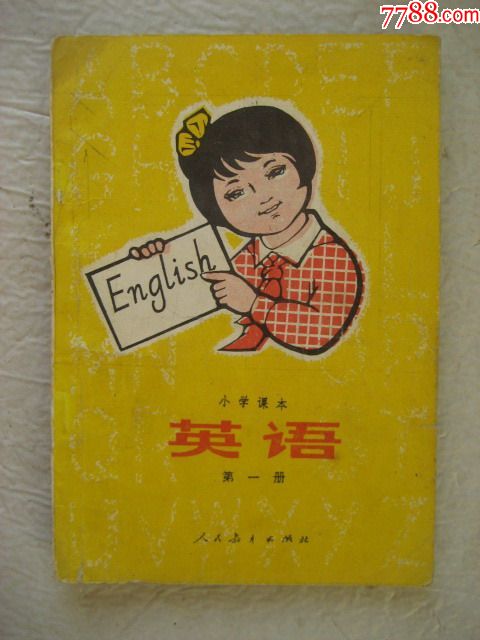 7788.com
English
小学课本
英语
第一册
人民教育出版社